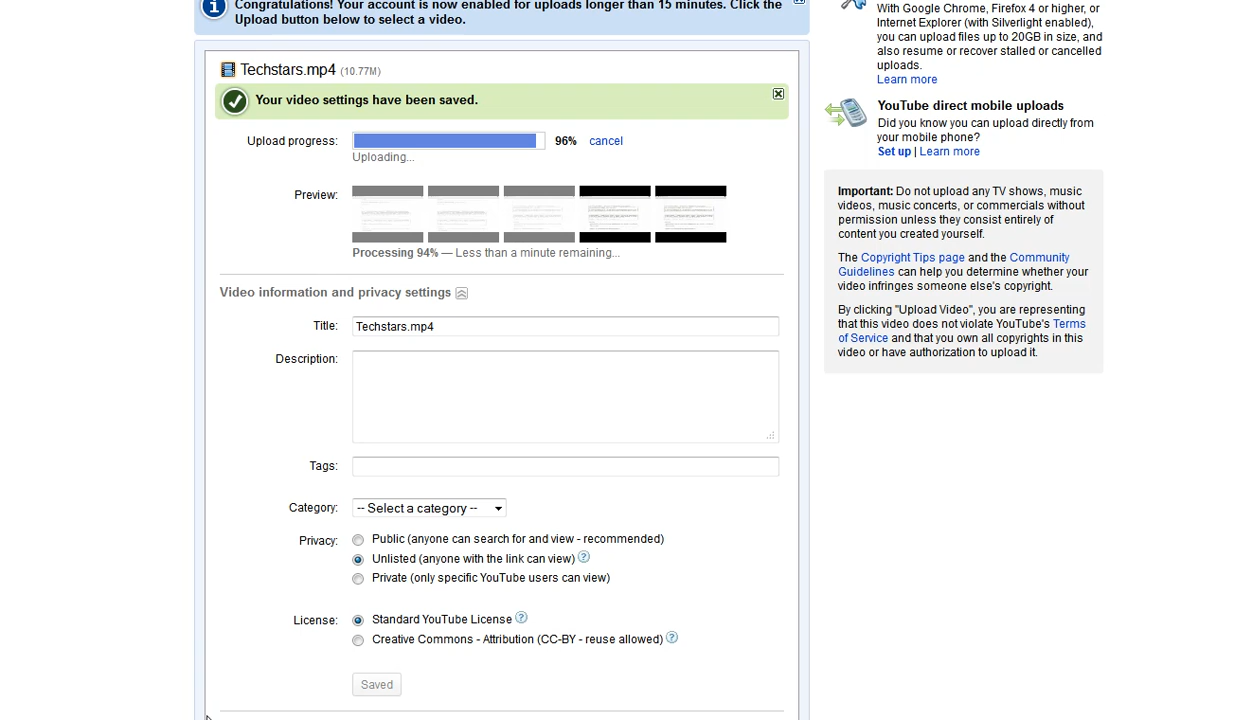 Congratulations! Your account is now enabled for uploads longer than 15 minutes. Click the
Upload button below to select a video.
Techstars.mp4 (10.77M)
Your video settings have been saved.
Upload progress: 96% cancel
Uploading...
Preview:
Processing 94% — Less than a minute remaining...
Video information and privacy settings
Title: Techstars.mp4
Description:
Tags:
Category: -- Select a category --
Privacy: Public (anyone can search for and view - recommended)
Unlisted (anyone with the link can view) ?
Private (only specific YouTube users can view)
License: Standard YouTube License ?
Creative Commons - Attribution (CC-BY - reuse allowed) ?
Saved
With Google Chrome, Firefox 4 or higher, or
Internet Explorer (with Silverlight enabled),
you can upload files up to 20GB in size, and
also resume or recover stalled or cancelled
uploads.
Learn more
YouTube direct mobile uploads
Did you know you can upload directly from
your mobile phone?
Set up | Learn more
Important: Do not upload any TV shows, music
videos, music concerts, or commercials without
permission unless they consist entirely of
content you created yourself.
The Copyright Tips page and the Community
Guidelines can help you determine whether your
video infringes someone else's copyright.
By clicking "Upload Video", you are representing
that this video does not violate YouTube's Terms
of Service and that you own all copyrights in this
video or have authorization to upload it.